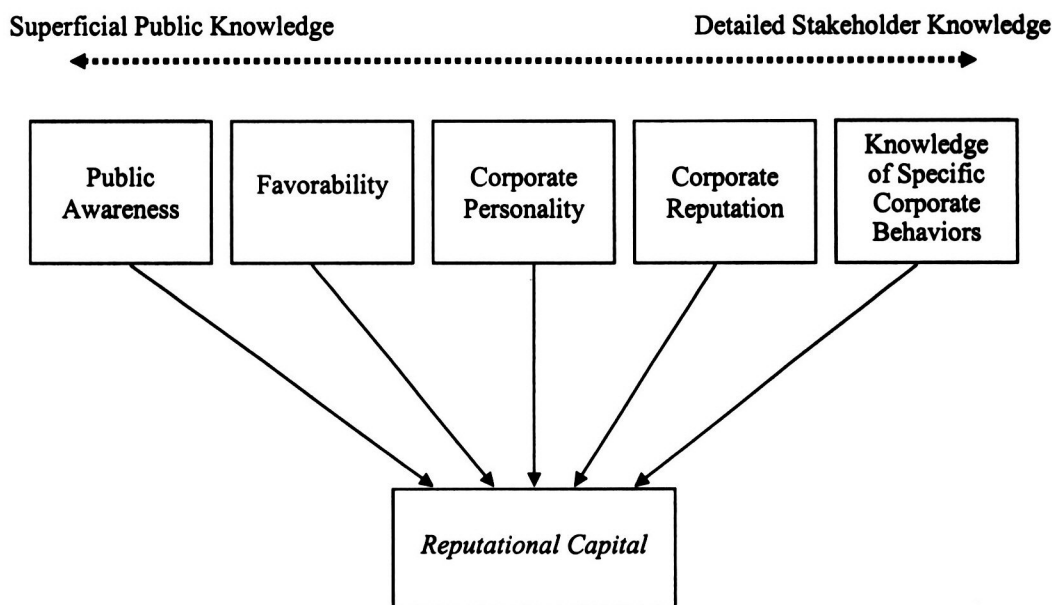 Superficial Public Knowledge
Detailed Stakeholder Knowledge
Public
Awareness
Favorability
Corporate
Personality
Corporate
Reputation
Knowledge
of Specific
Corporate
Behaviors
Reputational Capital